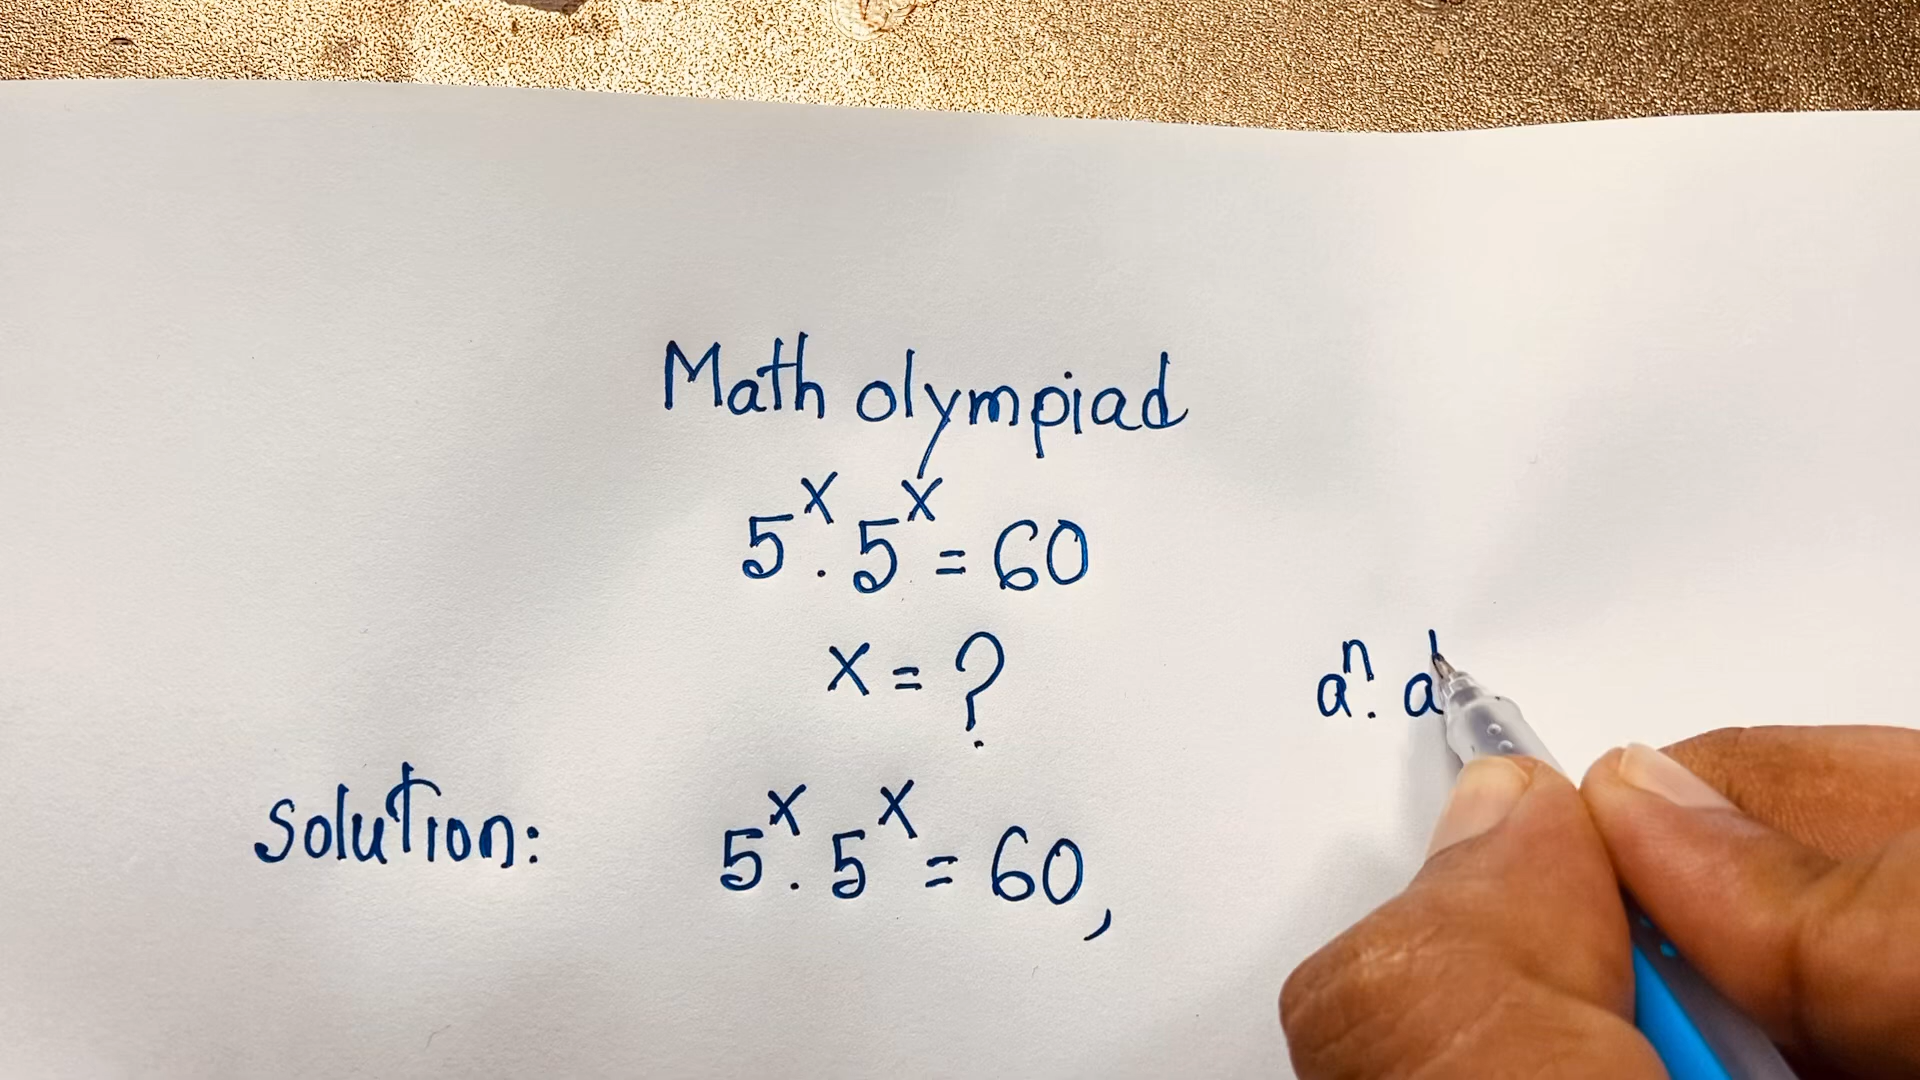 Math olympiad
5^x . 5^x = 60
x = ?
a^n . a
Solution: 5^x . 5^x = 60,